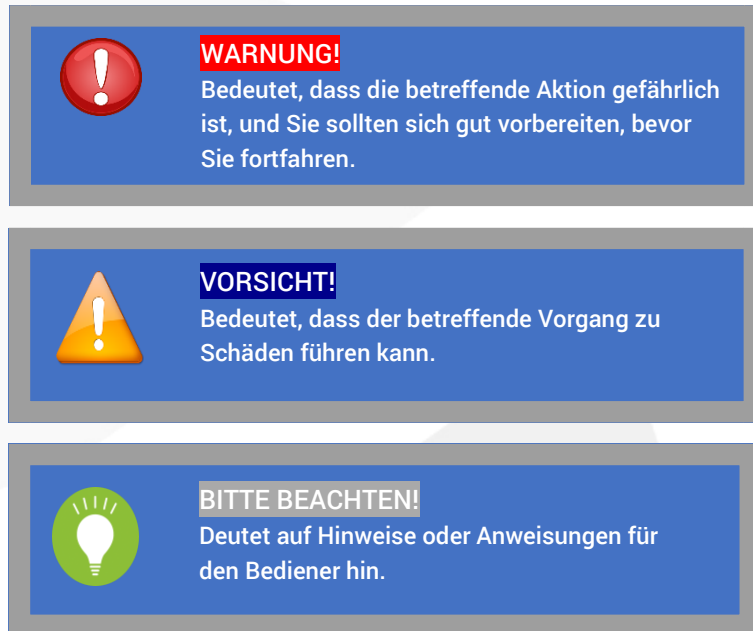 WARNUNG!
Bedeutet, dass die betreffende Aktion gefährlich
ist, und Sie sollten sich gut vorbereiten, bevor
Sie fortfahren.
VORSICHT!
Bedeutet, dass der betreffende Vorgang zu
Schäden führen kann.
BITTE BEACHTEN!
Deutet auf Hinweise oder Anweisungen für
den Bediener hin.